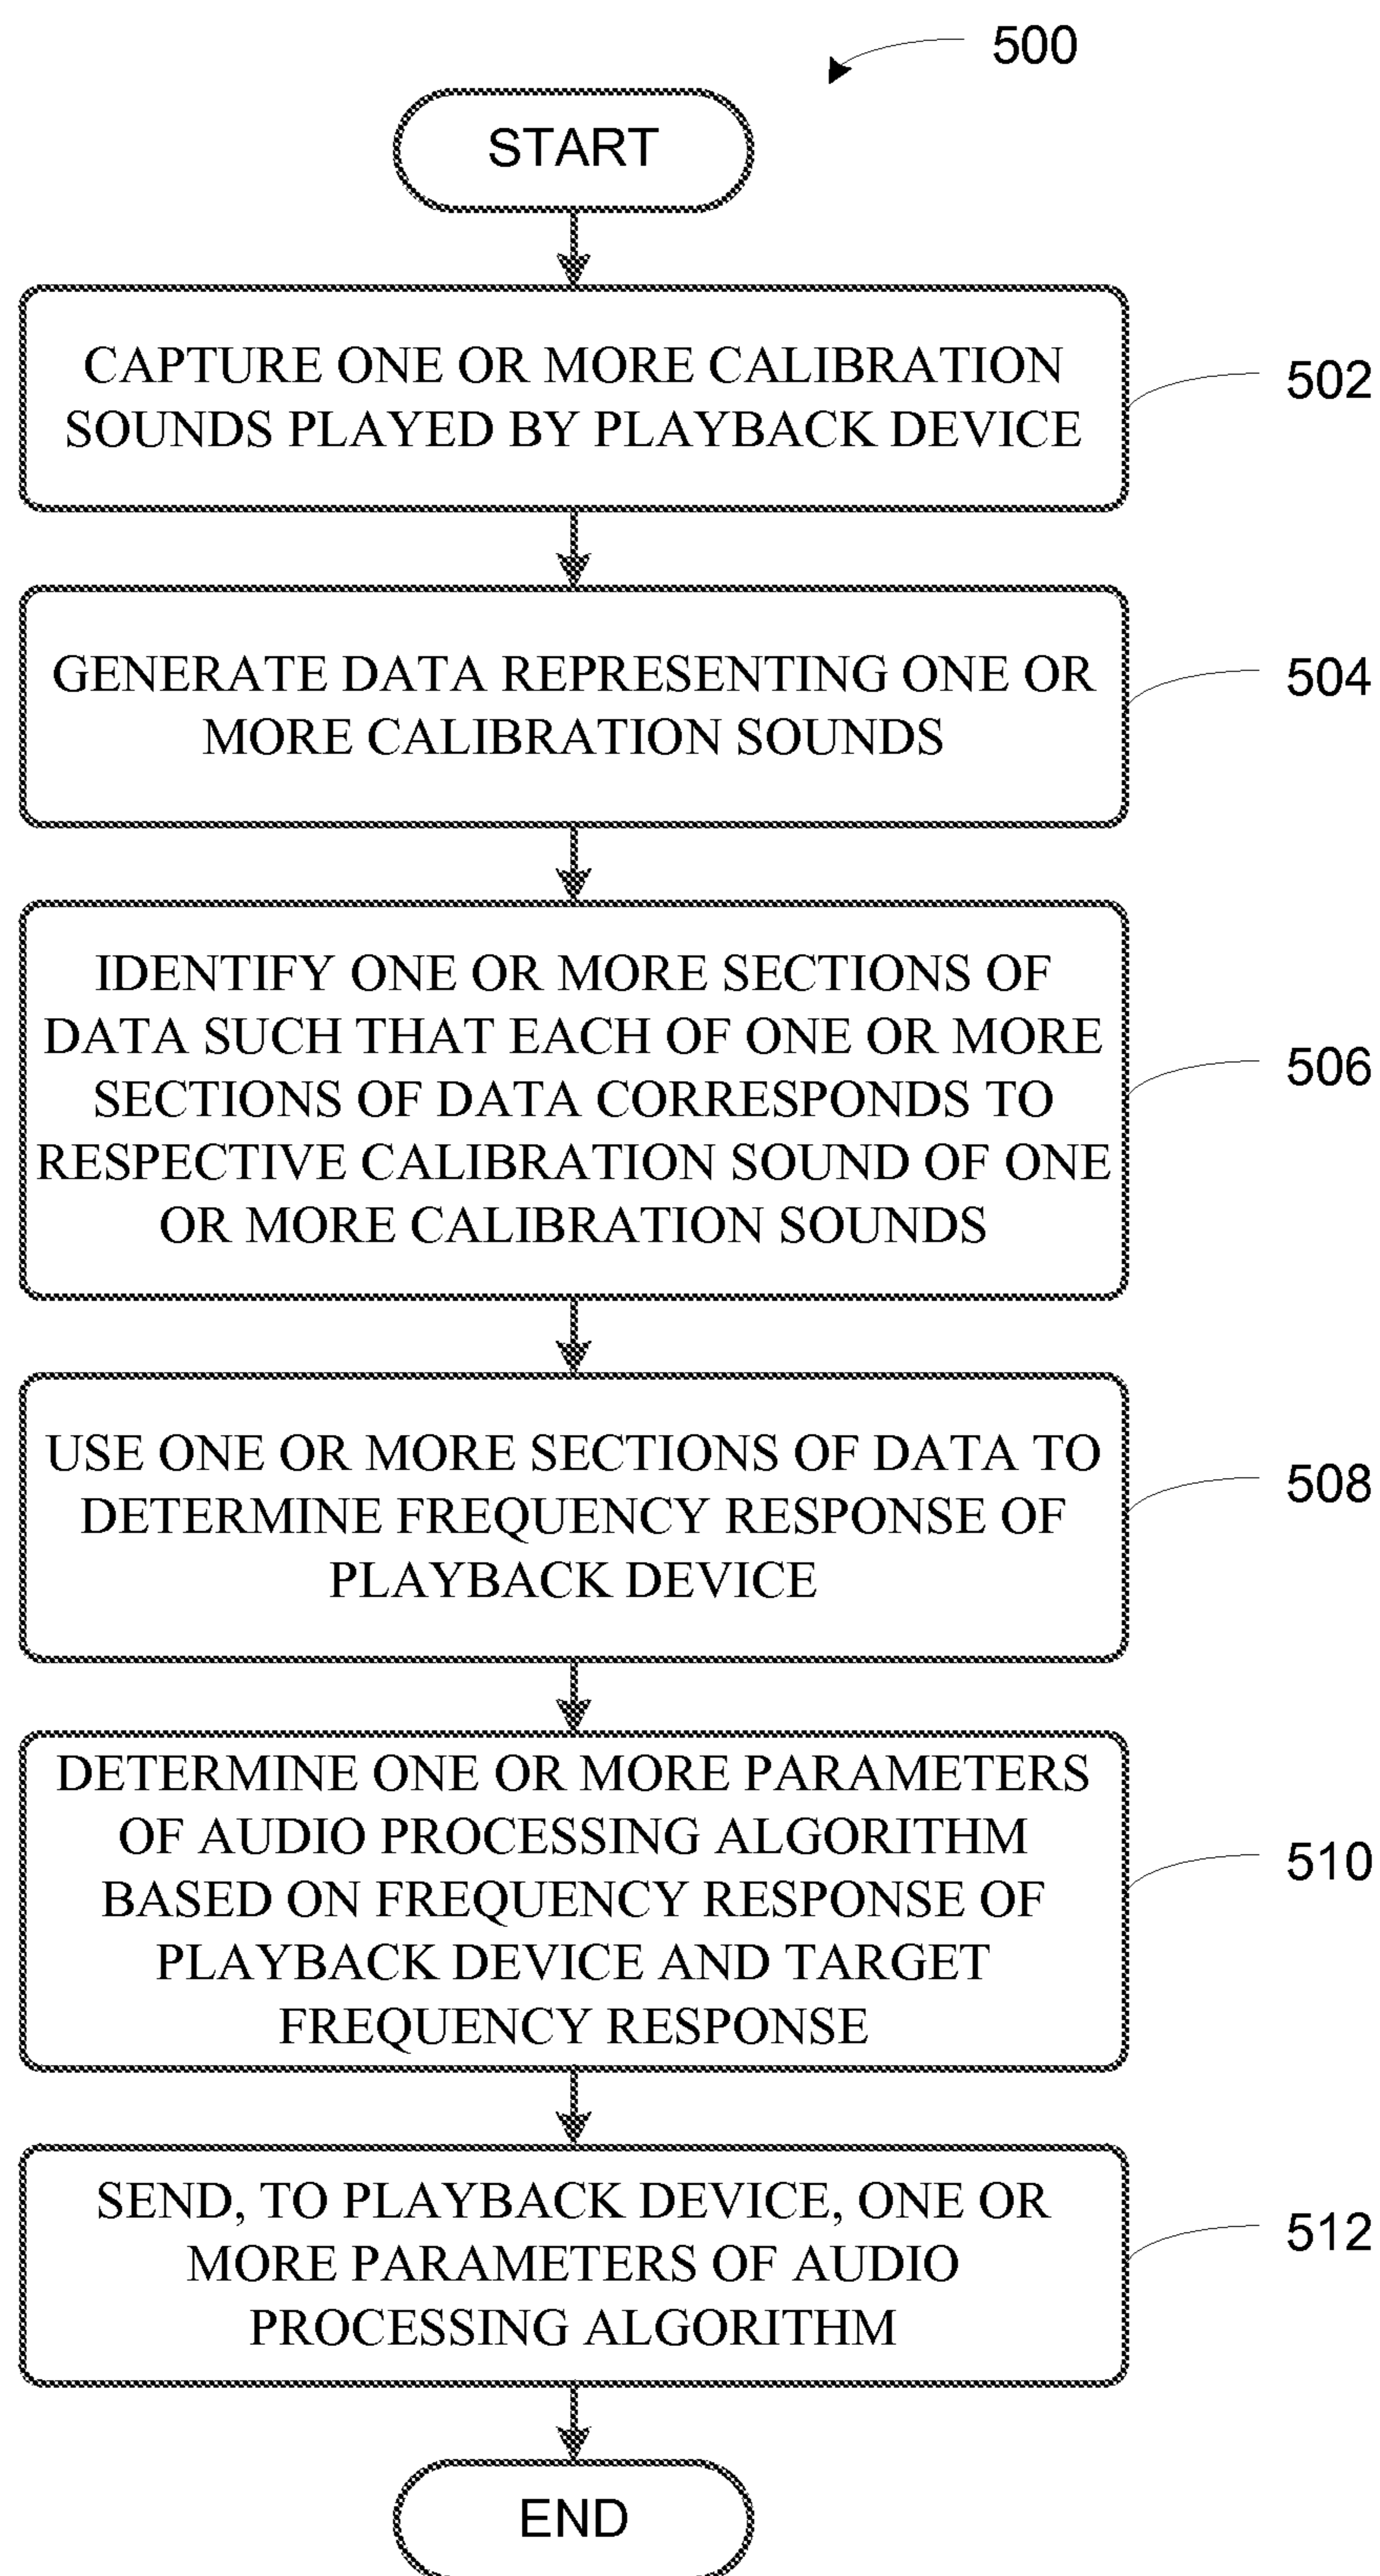 500
START
CAPTURE ONE OR MORE CALIBRATION
SOUNDS PLAYED BY PLAYBACK DEVICE
502
GENERATE DATA REPRESENTING ONE OR
MORE CALIBRATION SOUNDS
504
IDENTIFY ONE OR MORE SECTIONS OF
DATA SUCH THAT EACH OF ONE OR MORE
SECTIONS OF DATA CORRESPONDS TO
RESPECTIVE CALIBRATION SOUND OF ONE
OR MORE CALIBRATION SOUNDS
506
USE ONE OR MORE SECTIONS OF DATA TO
DETERMINE FREQUENCY RESPONSE OF
PLAYBACK DEVICE
508
DETERMINE ONE OR MORE PARAMETERS
OF AUDIO PROCESSING ALGORITHM
BASED ON FREQUENCY RESPONSE OF
PLAYBACK DEVICE AND TARGET
FREQUENCY RESPONSE
510
SEND, TO PLAYBACK DEVICE, ONE OR
MORE PARAMETERS OF AUDIO
PROCESSING ALGORITHM
512
END